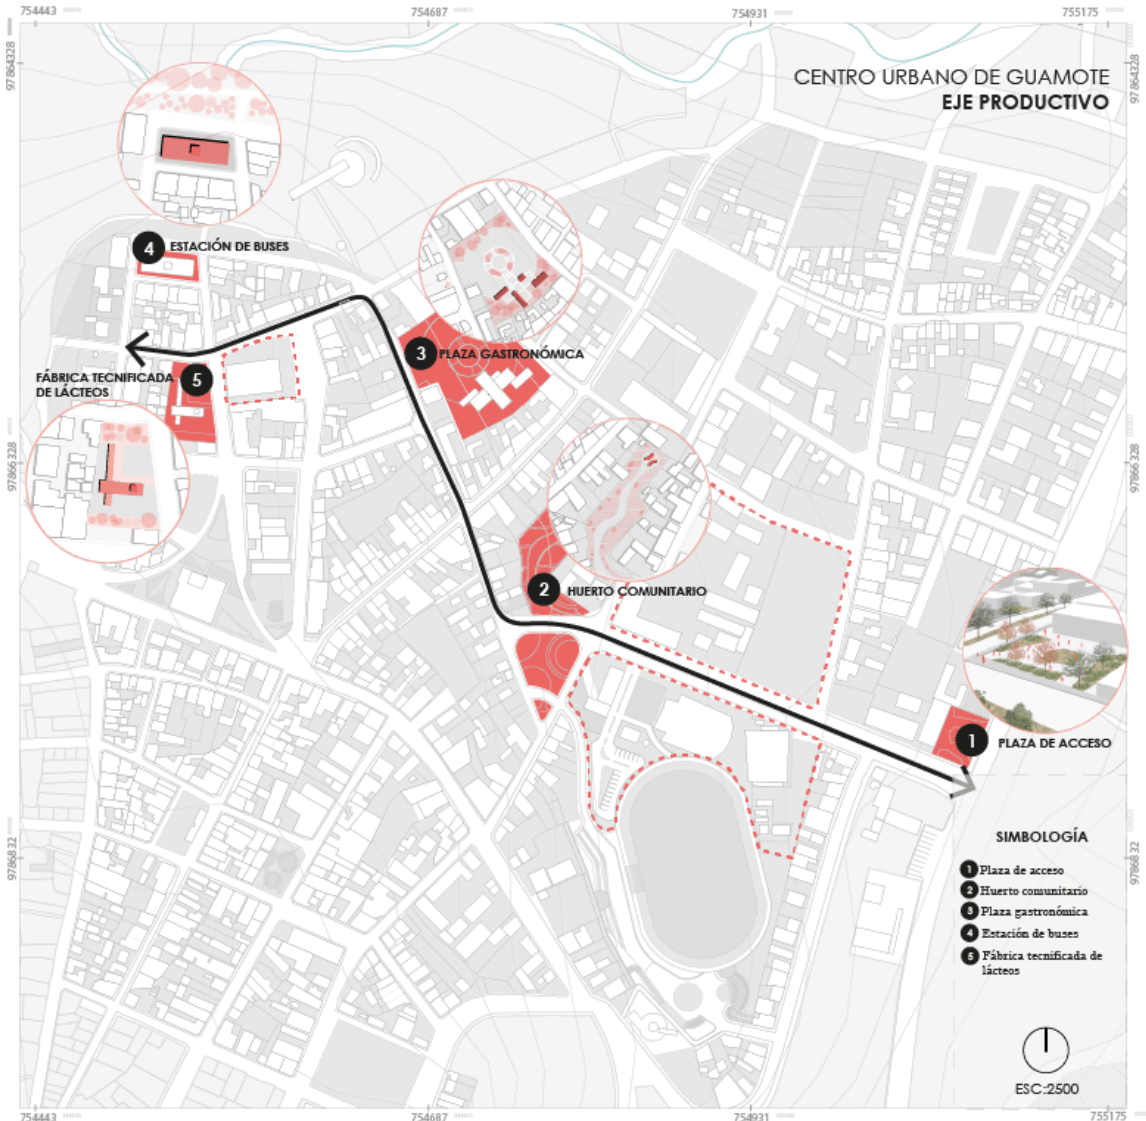 754443
754687
754931
755175
97864328
97864328
CENTRO URBANO DE GUAMOTE
EJE PRODUCTIVO
4 ESTACIÓN DE BUSES
3 PLAZA GASTRONÓMICA
FÁBRICA TECNIFICADA
DE LÁCTEOS
5
97866328
97866328
2 HUERTO COMUNITARIO
1 PLAZA DE ACCESO
9786832
9786832
SIMBOLOGÍA
1 Plaza de acceso
2 Huerto comunitario
3 Plaza gastronómica
4 Estación de buses
5 Fábrica tecnificada de
lácteos
ESC:2500
754443
754687
754931
755175